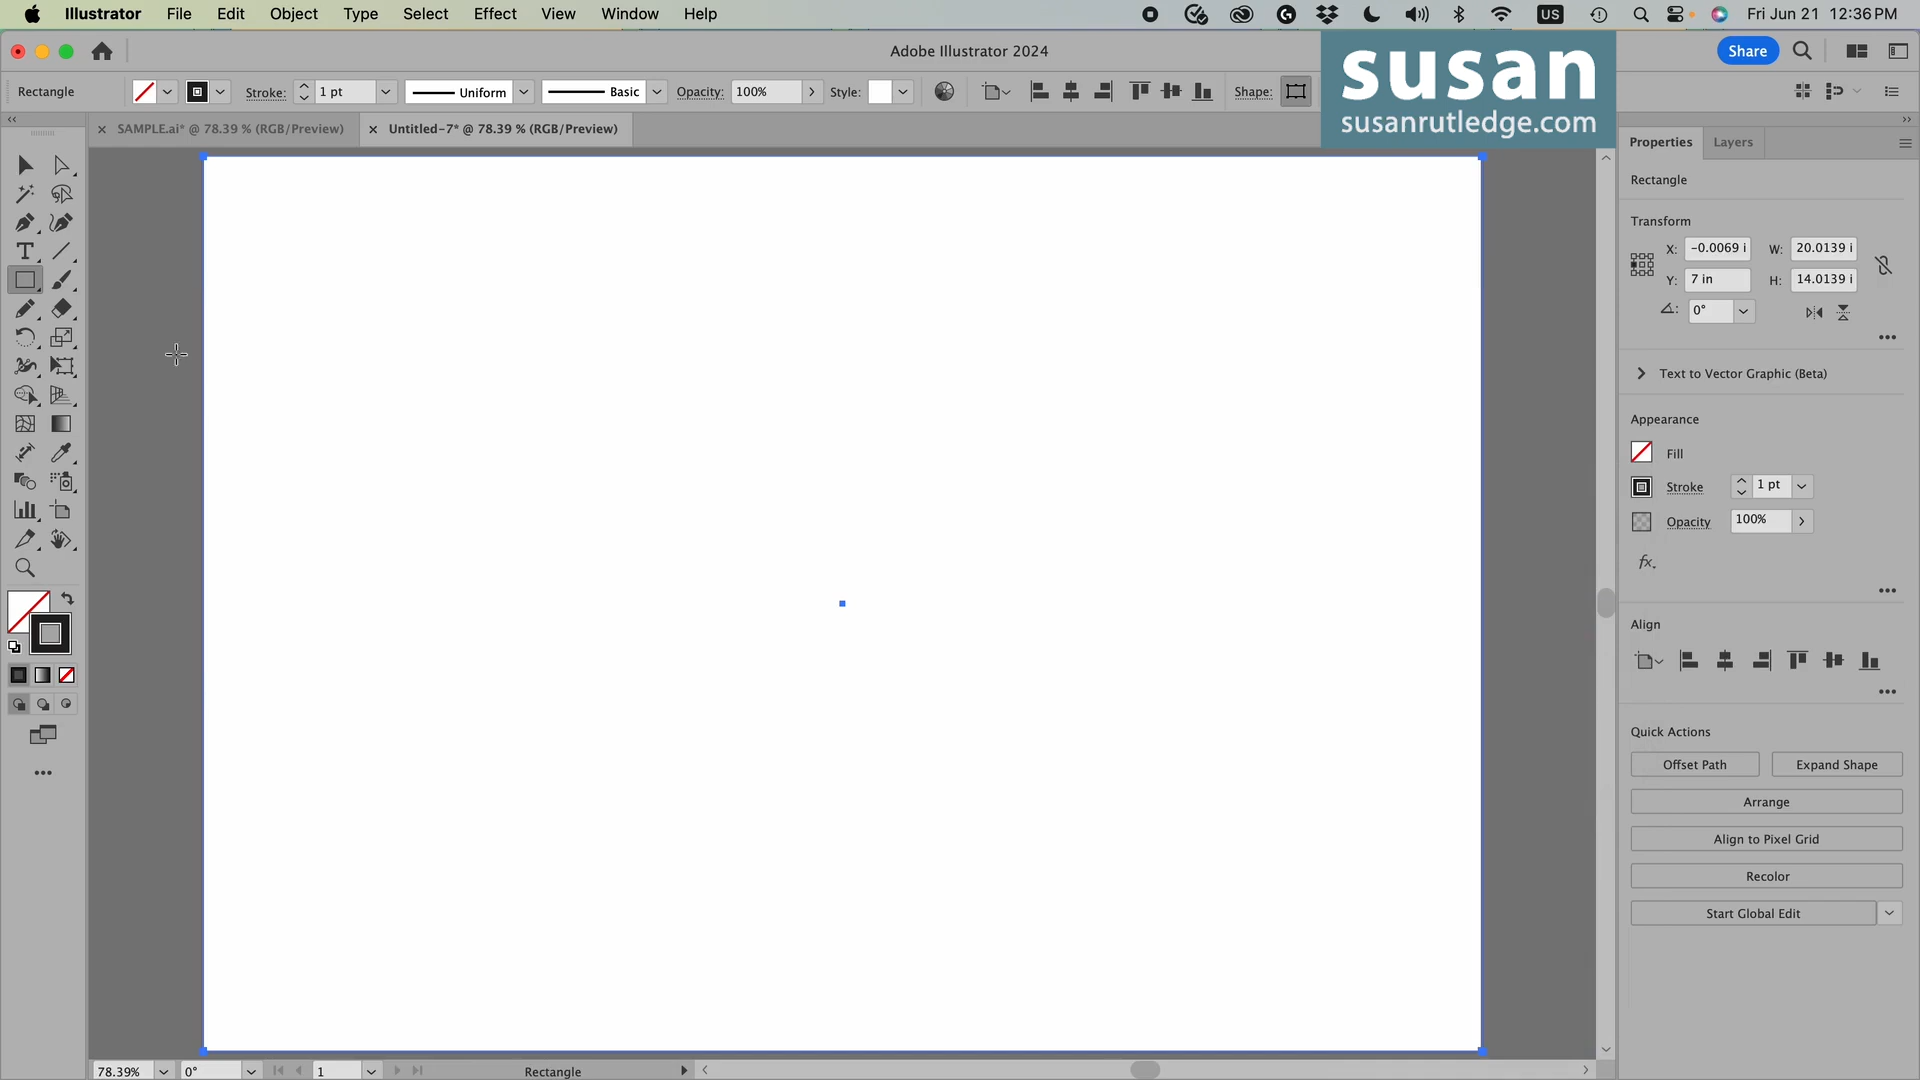 Illustrator File Edit Object Type Select Effect View Window Help US Fri Jun 21 12:36 PM
Adobe Illustrator 2024
Share
susan
susanrutledge.com
Rectangle Stroke: 1 pt Uniform Basic Opacity: 100% Style: Shape:
SAMPLE.ai* @ 78.39 % (RGB/Preview) Untitled-7* @ 78.39 % (RGB/Preview)
Properties Layers
Rectangle
Transform
X: -0.0069 i W: 20.0139 i
Y: 7 in H: 14.0139 i
0°
Text to Vector Graphic (Beta)
Appearance
Fill
Stroke 1 pt
Opacity 100%
fx
Align
Quick Actions
Offset Path Expand Shape
Arrange
Align to Pixel Grid
Recolor
Start Global Edit
78.39% 0° 1 Rectangle